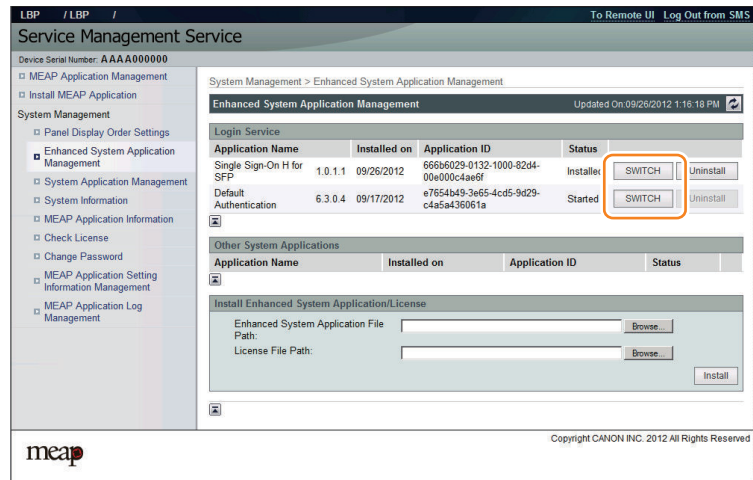 LBP / LBP /
To Remote UI Log Out from SMS
Service Management Service
Device Serial Number: AAAA000000
MEAP Application Management
Install MEAP Application
System Management
Panel Display Order Settings
Enhanced System Application
Management
System Application Management
System Information
MEAP Application Information
Check License
Change Password
MEAP Application Setting
Information Management
MEAP Application Log
Management
System Management > Enhanced System Application Management
Enhanced System Application Management Updated On:09/26/2012 1:16:18 PM
Login Service
Application Name Installed on Application ID Status
Single Sign-On H for
SFP 1.0.1.1 09/26/2012 666b6029-0132-1000-82d4-
00e000c4ae6f Installed SWITCH Uninstall
Default
Authentication 6.3.0.4 09/17/2012 e7654b49-3e65-4cd5-9d29-
c4a5a436061a Started SWITCH Uninstall
Other System Applications
Application Name Installed on Application ID Status
Install Enhanced System Application/License
Enhanced System Application File
Path: Browse...
License File Path: Browse...
Install
Copyright CANON INC. 2012 All Rights Reserved
meap